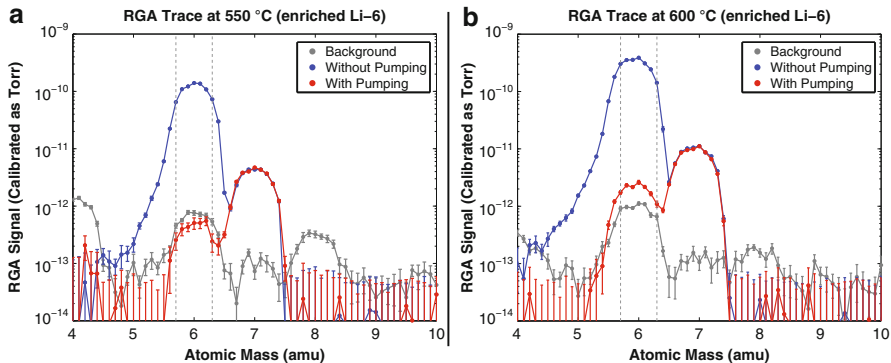 a
RGA Trace at 550 °C (enriched Li-6)
RGA Signal (Calibrated as Torr)
10⁻⁹
10⁻¹⁰
10⁻¹¹
10⁻¹²
10⁻¹³
10⁻¹⁴
Background
Without Pumping
With Pumping
4 5 6 7 8 9 10
Atomic Mass (amu)
b
RGA Trace at 600 °C (enriched Li-6)
RGA Signal (Calibrated as Torr)
10⁻⁹
10⁻¹⁰
10⁻¹¹
10⁻¹²
10⁻¹³
10⁻¹⁴
Background
Without Pumping
With Pumping
4 5 6 7 8 9 10
Atomic Mass (amu)